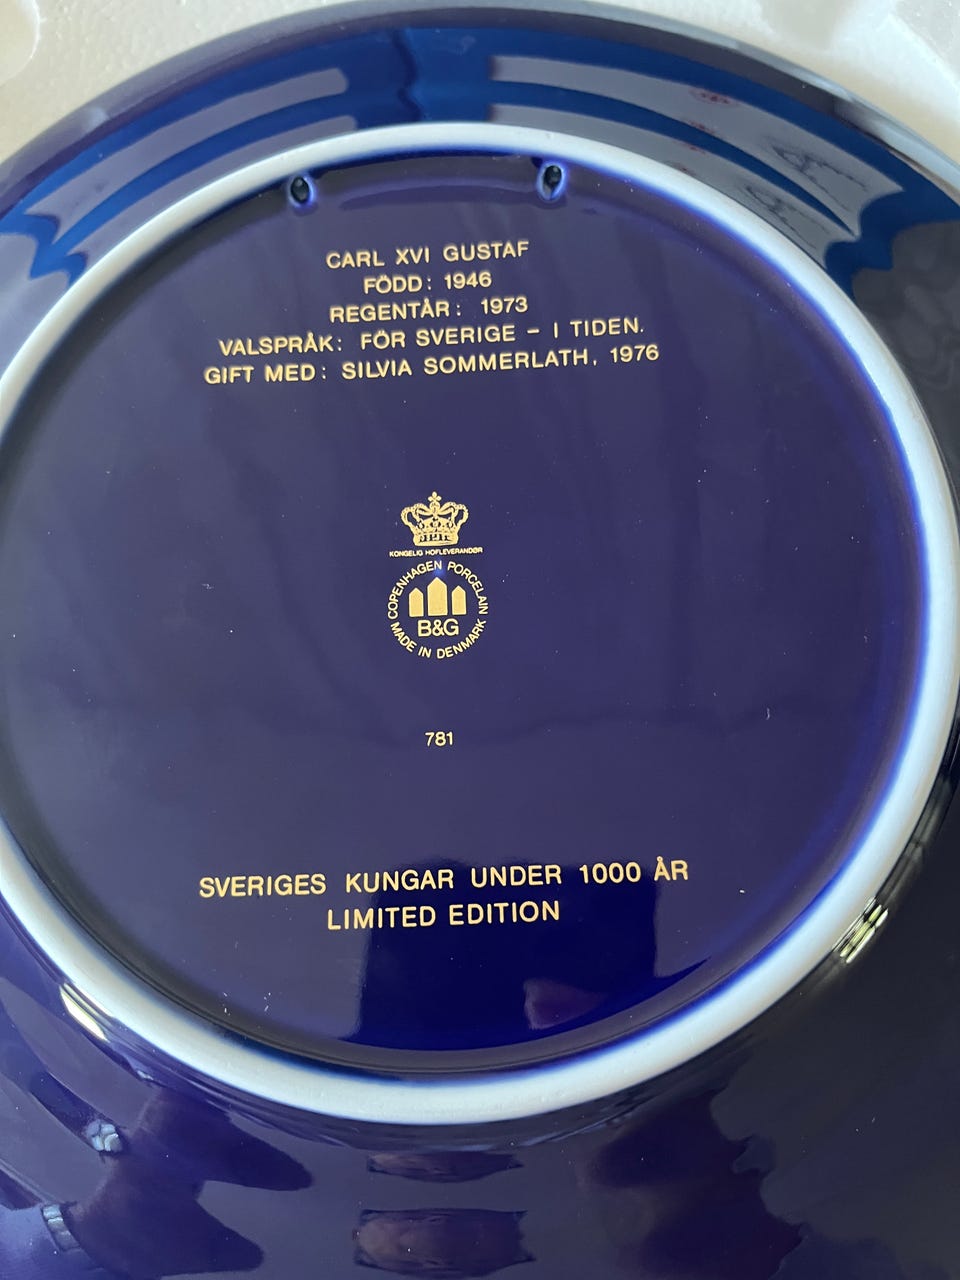 CARL XVI GUSTAF
FÖDD: 1946
REGENTÅR: 1973
VALSPRÅK: FÖR SVERIGE – I TIDEN.
GIFT MED: SILVIA SOMMERLATH, 1976
KONGELIG HOFLEVERANDØR
COPENHAGEN PORCELAIN
B&G
MADE IN DENMARK
781
SVERIGES KUNGAR UNDER 1000 ÅR
LIMITED EDITION